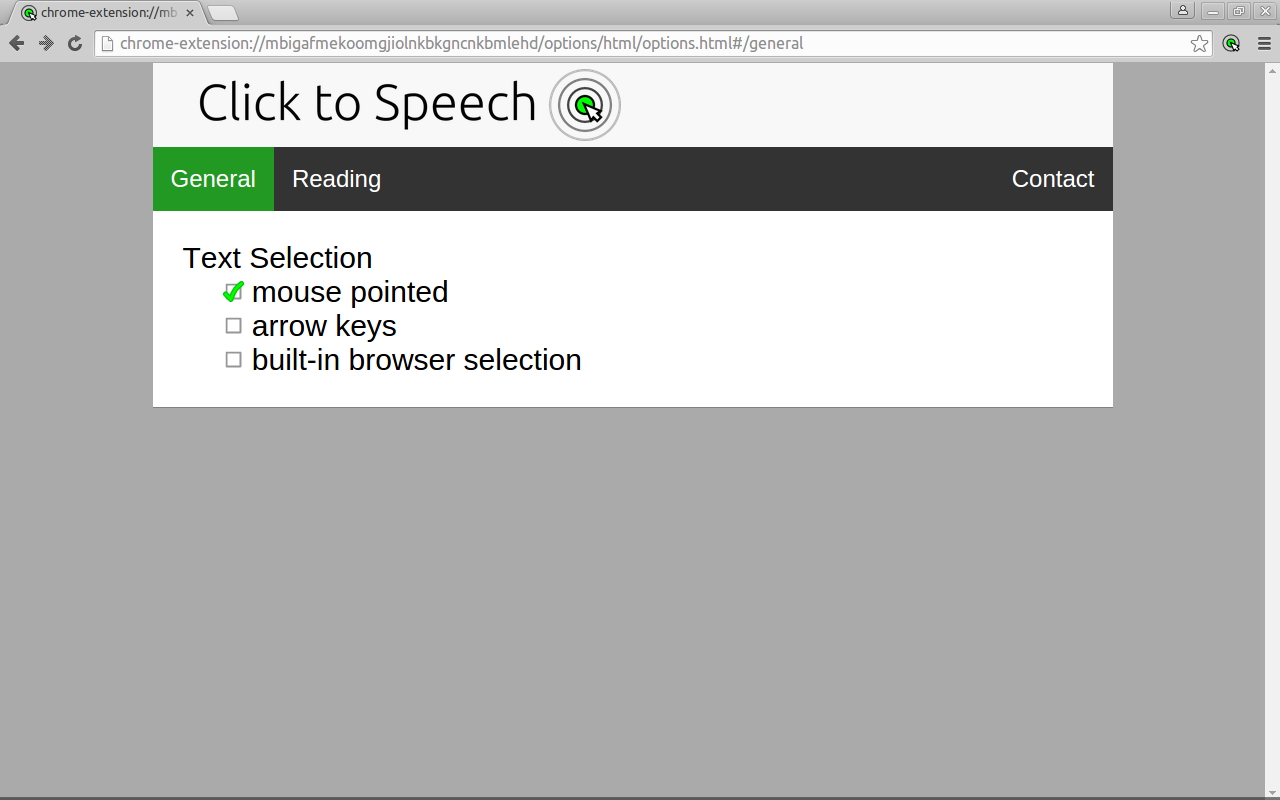 chrome-extension://mb
chrome-extension://mbigafmekoomgjiolnkbkgncnkbmlehd/options/html/options.html#/general
Click to Speech
General Reading Contact
Text Selection
mouse pointed
arrow keys
built-in browser selection